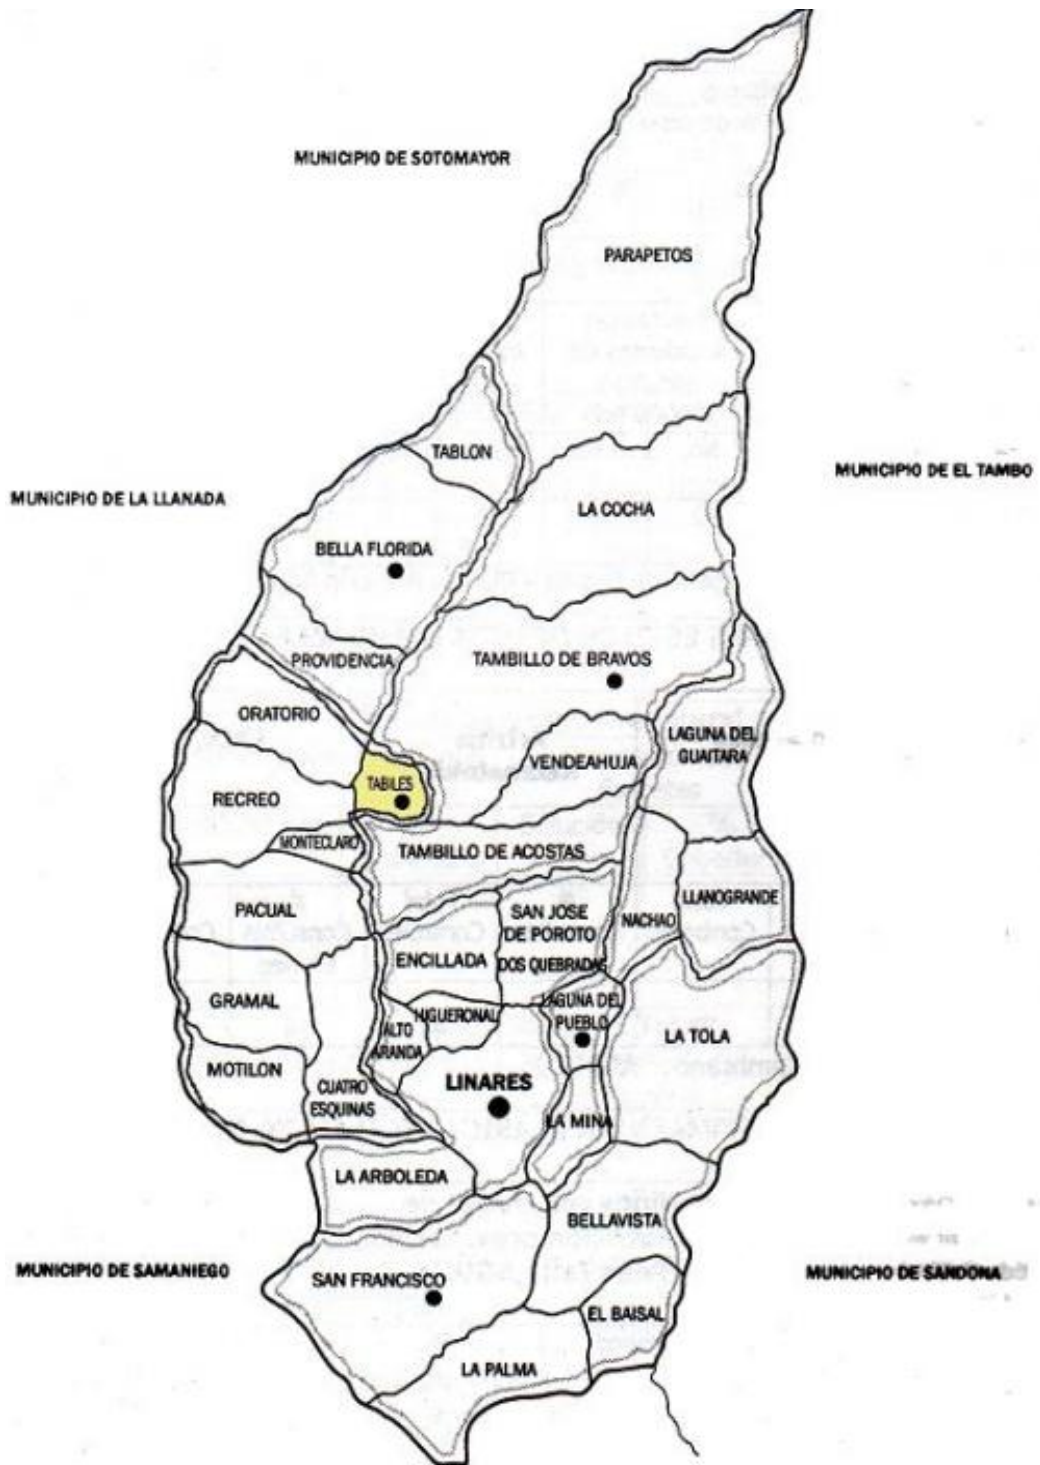 MUNICIPIO DE SOTOMAYOR
PARAPETOS
TABLON
MUNICIPIO DE EL TAMBO
MUNICIPIO DE LA LLANADA
LA COCHA
BELLA FLORIDA
PROVIDENCIA
TAMBILLO DE BRAVOS
ORATORIO
LAGUNA DEL
GUAITARA
VENDEAHUJA
TABILES
RECREO
MONTECLARO
TAMBILLO DE ACOSTAS
LLANOGRANDE
PACUAL
SAN JOSE
DE POROTO
NACHAO
ENCILLADA
DOS QUEBRADAS
GRAMAL
LAGUNA DEL
PUEBLO
HIGUERONAL
ALTO
ARANDA
LA TOLA
MOTILON
LINARES
CUATRO
ESQUINAS
LA MINA
LA ARBOLEDA
BELLAVISTA
MUNICIPIO DE SAMANIEGO
SAN FRANCISCO
MUNICIPIO DE SANDONA
EL BAISAL
LA PALMA